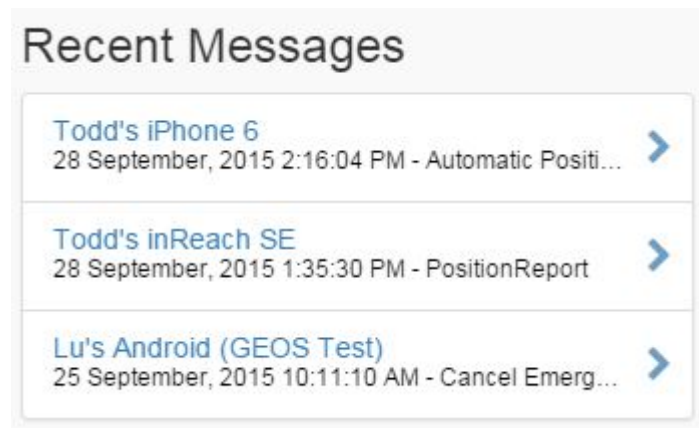 Recent Messages
Todd's iPhone 6
28 September, 2015 2:16:04 PM - Automatic Positi...
Todd's inReach SE
28 September, 2015 1:35:30 PM - PositionReport
Lu's Android (GEOS Test)
25 September, 2015 10:11:10 AM - Cancel Emerg...